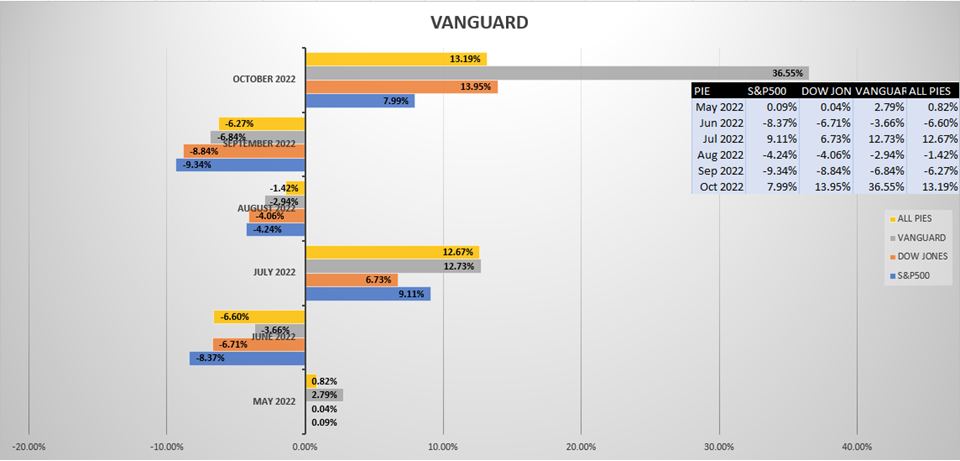 VANGUARD
OCTOBER 2022
13.19%
36.55%
13.95%
7.99%
SEPTEMBER 2022
-6.27%
-6.84%
-8.84%
-9.34%
AUGUST 2022
-1.42%
-2.94%
-4.06%
-4.24%
JULY 2022
12.67%
12.73%
6.73%
9.11%
JUNE 2022
-6.60%
-3.66%
-6.71%
-8.37%
MAY 2022
0.82%
2.79%
0.04%
0.09%
-20.00% -10.00% 0.00% 10.00% 20.00% 30.00% 40.00%
PIE S&P500 DOW JON VANGUAR ALL PIES
May 2022 0.09% 0.04% 2.79% 0.82%
Jun 2022 -8.37% -6.71% -3.66% -6.60%
Jul 2022 9.11% 6.73% 12.73% 12.67%
Aug 2022 -4.24% -4.06% -2.94% -1.42%
Sep 2022 -9.34% -8.84% -6.84% -6.27%
Oct 2022 7.99% 13.95% 36.55% 13.19%
ALL PIES
VANGUARD
DOW JONES
S&P500